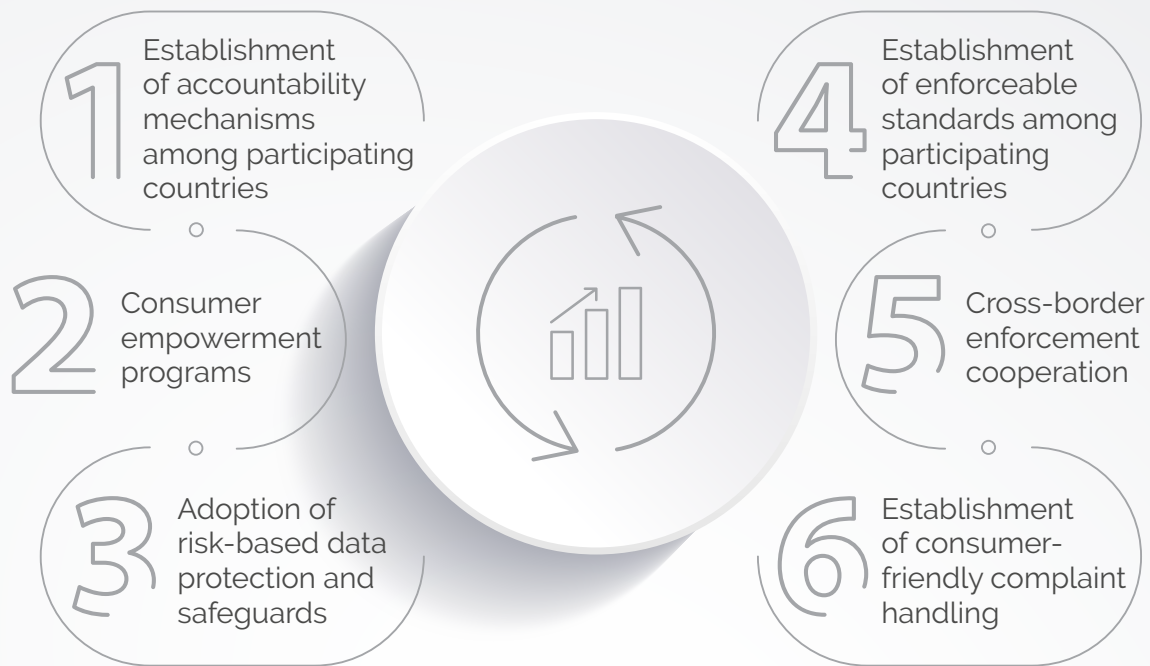 1
Establishment
of accountability
mechanisms
among participating
countries
2
Consumer
empowerment
programs
3
Adoption of
risk-based data
protection and
safeguards
4
Establishment
of enforceable
standards among
participating
countries
5
Cross-border
enforcement
cooperation
6
Establishment
of consumer-
friendly complaint
handling